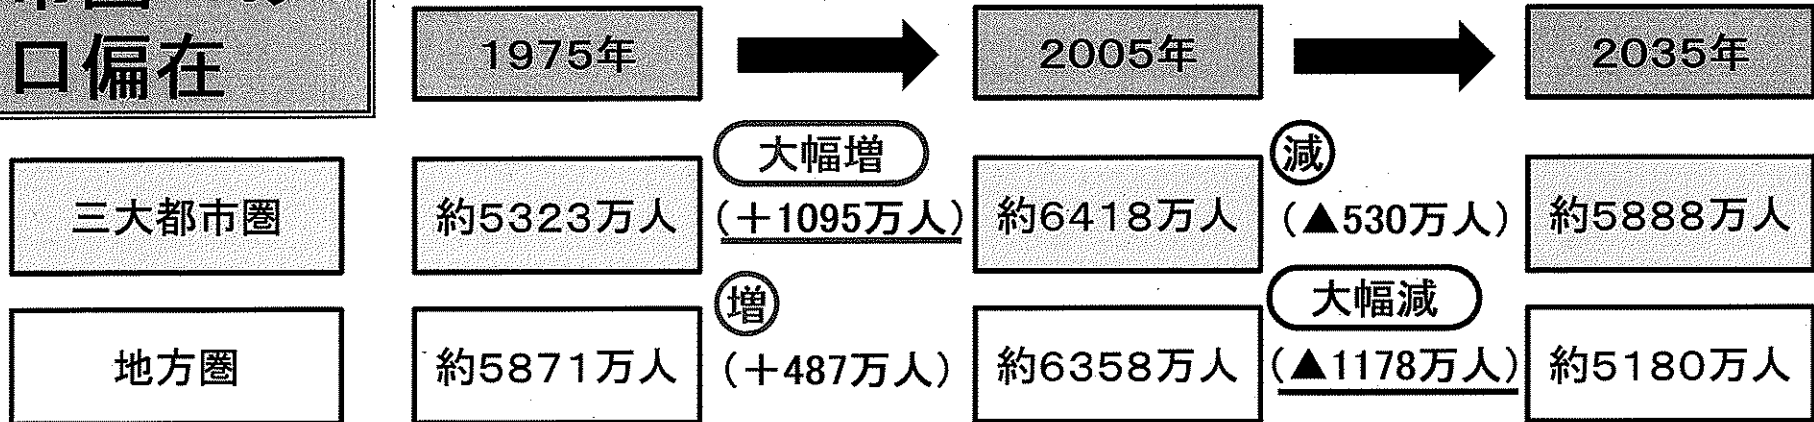 口偏在
1975年
2005年
2035年
三大都市圏
約5323万人
大幅増
(＋1095万人)
約6418万人
減
(▲530万人)
約5888万人
地方圏
約5871万人
増
(＋487万人)
約6358万人
大幅減
(▲1178万人)
約5180万人